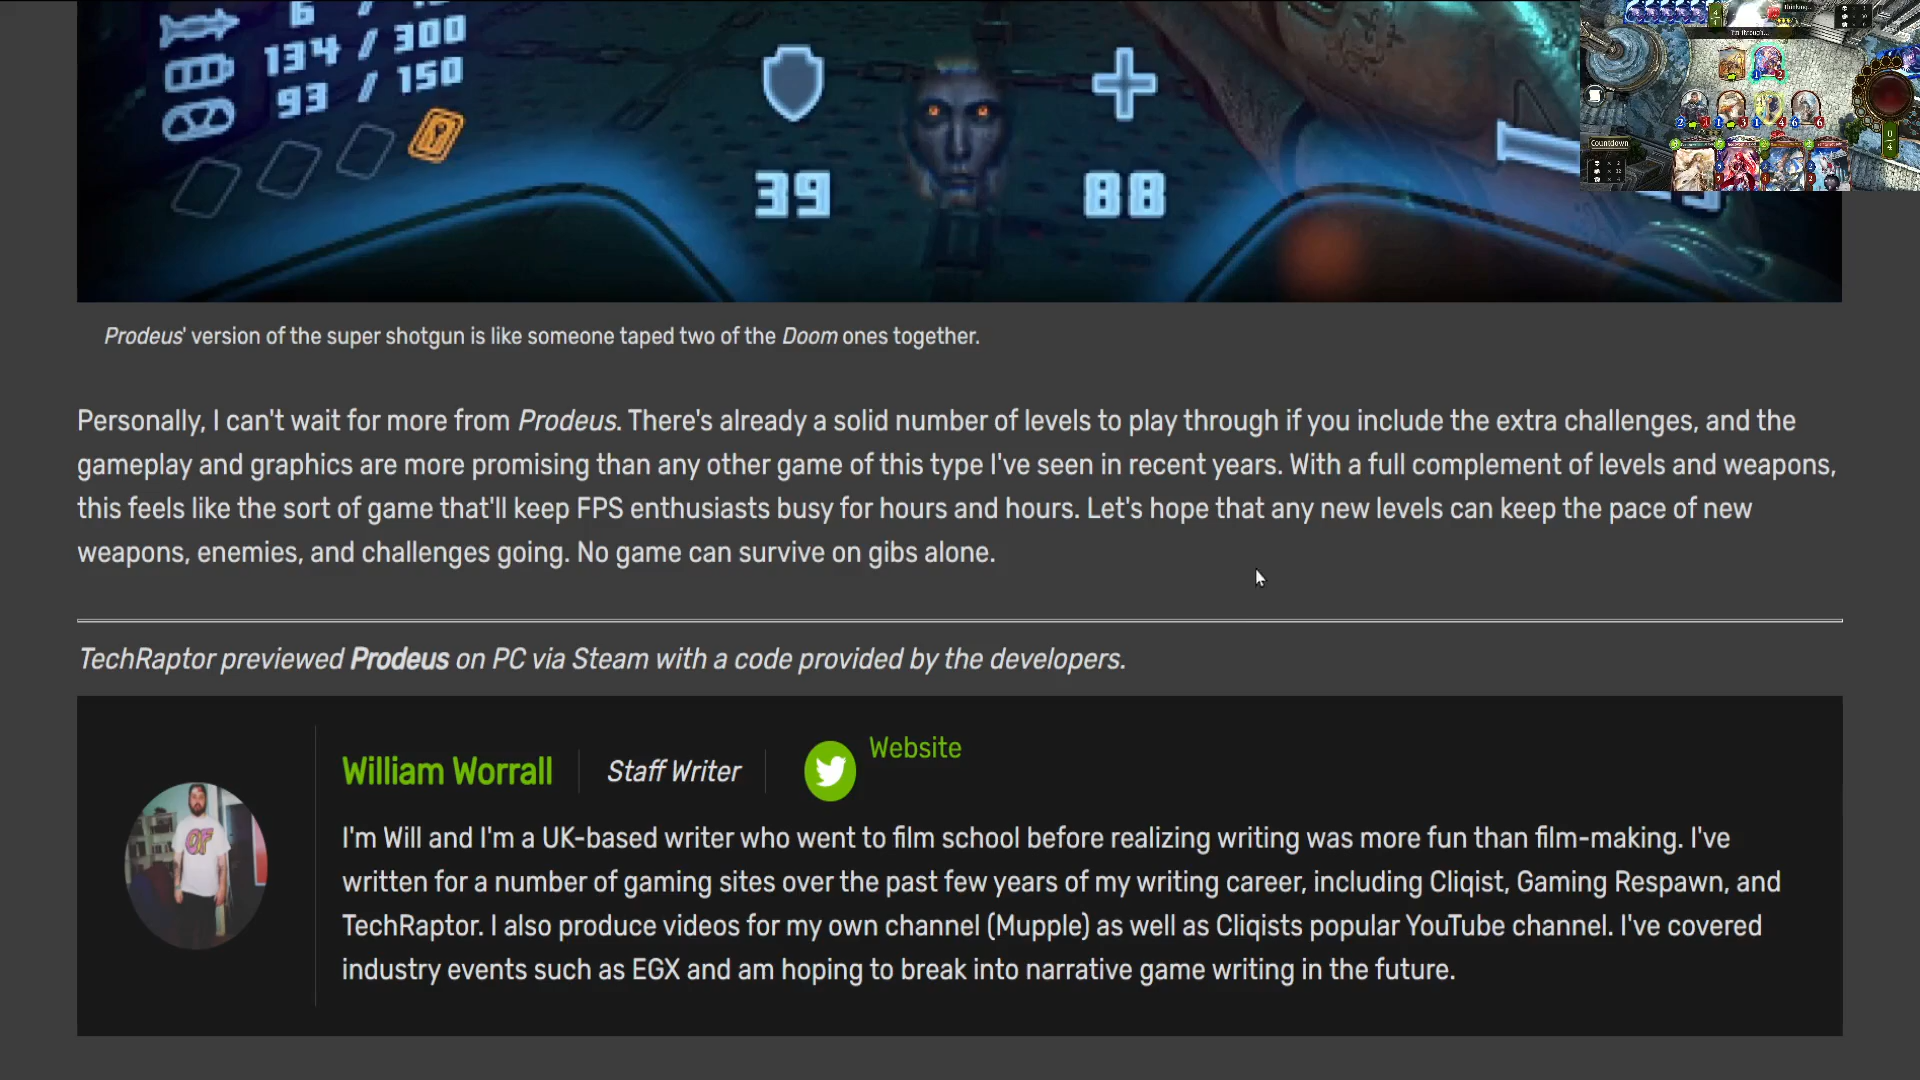 134 / 300
93 / 150
39
88
Thinking...
I'm through...
Countdown
Prodeus' version of the super shotgun is like someone taped two of the Doom ones together.
Personally, I can't wait for more from Prodeus. There's already a solid number of levels to play through if you include the extra challenges, and the
gameplay and graphics are more promising than any other game of this type I've seen in recent years. With a full complement of levels and weapons,
this feels like the sort of game that'll keep FPS enthusiasts busy for hours and hours. Let's hope that any new levels can keep the pace of new
weapons, enemies, and challenges going. No game can survive on gibs alone.
TechRaptor previewed Prodeus on PC via Steam with a code provided by the developers.
William Worrall
Staff Writer
Website
I'm Will and I'm a UK-based writer who went to film school before realizing writing was more fun than film-making. I've
written for a number of gaming sites over the past few years of my writing career, including Cliqist, Gaming Respawn, and
TechRaptor. I also produce videos for my own channel (Mupple) as well as Cliqists popular YouTube channel. I've covered
industry events such as EGX and am hoping to break into narrative game writing in the future.